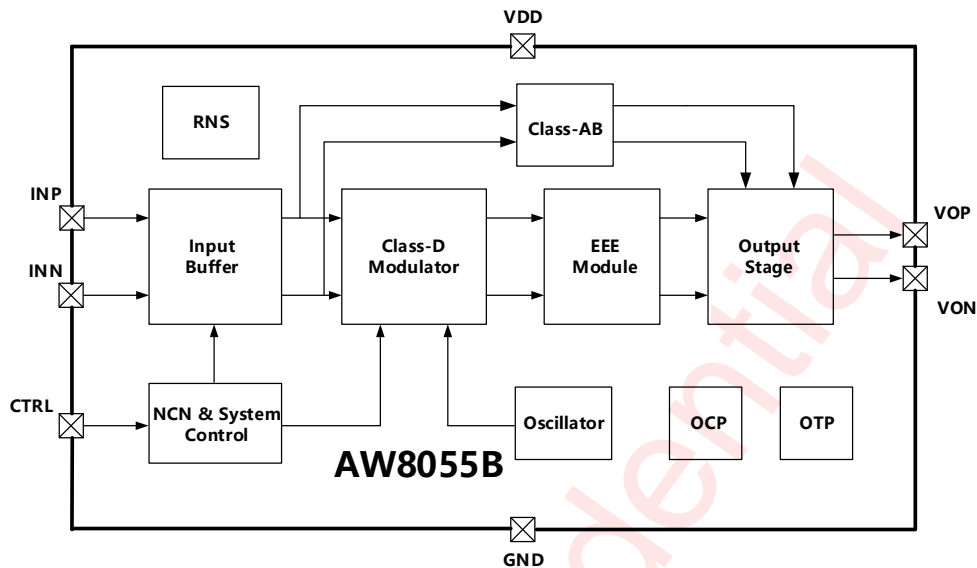 VDD
RNS
Class-AB
INP
INN
Input
Buffer
Class-D
Modulator
EEE
Module
Output
Stage
VOP
VON
CTRL
NCN & System
Control
Oscillator
OCP
OTP
AW8055B
GND
dential